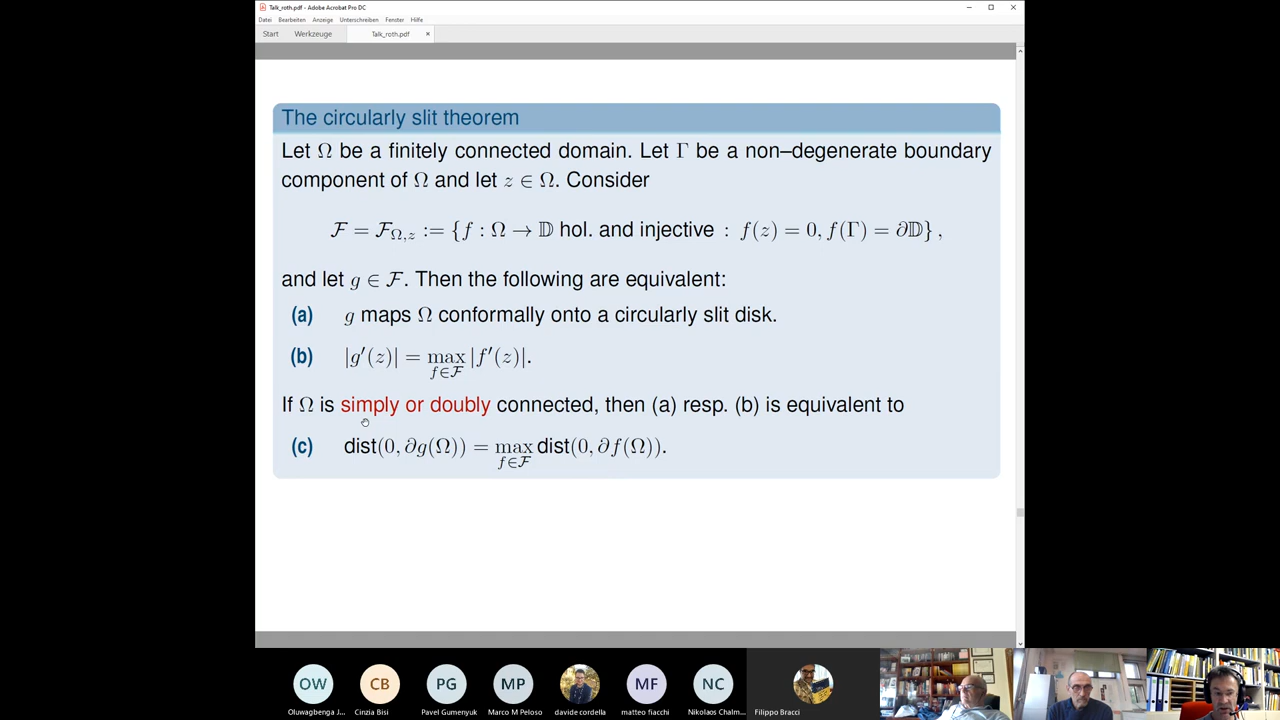 Talk_roth.pdf - Adobe Acrobat Pro DC
Datei Bearbeiten Anzeige Unterschreiben Fenster Hilfe
Start Werkzeuge Talk_roth.pdf ×
The circularly slit theorem
Let Ω be a finitely connected domain. Let Γ be a non–degenerate boundary
component of Ω and let z ∈ Ω. Consider
ℱ = ℱ_{Ω,z} := {f : Ω → 𝔻 hol. and injective : f(z) = 0, f(Γ) = ∂𝔻} ,
and let g ∈ ℱ. Then the following are equivalent:
(a) g maps Ω conformally onto a circularly slit disk.
(b) |g′(z)| = max_{f∈ℱ} |f′(z)|.
If Ω is simply or doubly connected, then (a) resp. (b) is equivalent to
(c) dist(0, ∂g(Ω)) = max_{f∈ℱ} dist(0, ∂f(Ω)).
OW CB PG MP MF NC
Oluwagbenga J... Cinzia Bisi Pavel Gumenyuk Marco M Peloso davide cordella matteo fiacchi Nikolaos Chalm... Filippo Bracci